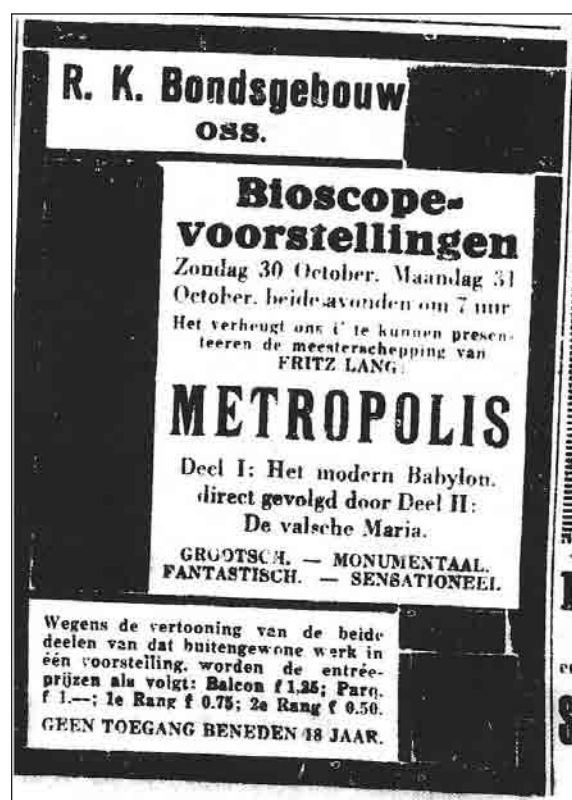 R. K. Bondsgebouw
OSS.
Bioscope-
voorstellingen
Zondag 30 October. Maandag 31
October. beide avonden om 7 uur
Het verheugt ons U te kunnen presen-
teeren de meesterschepping van
FRITZ LANG:
METROPOLIS
Deel I: Het modern Babylon.
direct gevolgd door Deel II:
De valsche Maria.
GROOTSCH. — MONUMENTAAL.
FANTASTISCH. — SENSATIONEEL
Wegens de vertooning van de beide
deelen van dat buitengewone werk in
één voorstelling, worden de entrée-
prijzen als volgt: Balcon f 1,25; Parq.
f 1.—; 1e Rang f 0.75; 2e Rang f 0.50.
GEEN TOEGANG BENEDEN 18 JAAR.